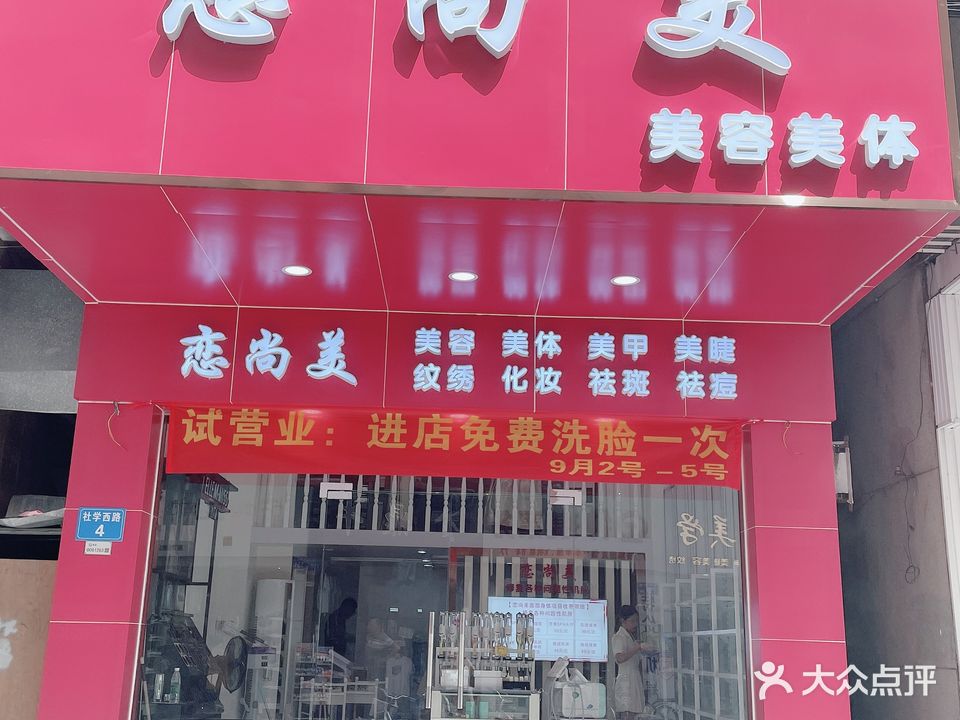 恋尚美
美容美体
恋尚美
美容 美体 美甲 美睫
纹绣 化妆 祛斑 祛痘
试营业：进店免费洗脸一次
9月2号－5号
社学西路
4
恋尚美
大众点评